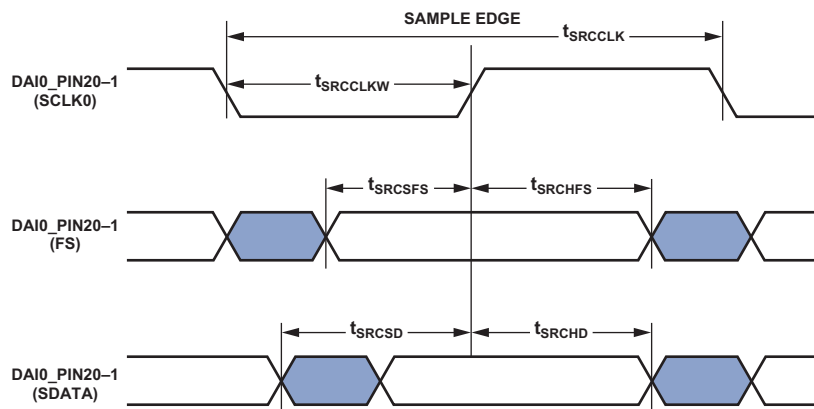 SAMPLE EDGE
tSRCCLK
DAI0_PIN20–1
(SCLK0)
tSRCCLKW
tSRCSFS
tSRCHFS
DAI0_PIN20–1
(FS)
tSRCSD
tSRCHD
DAI0_PIN20–1
(SDATA)